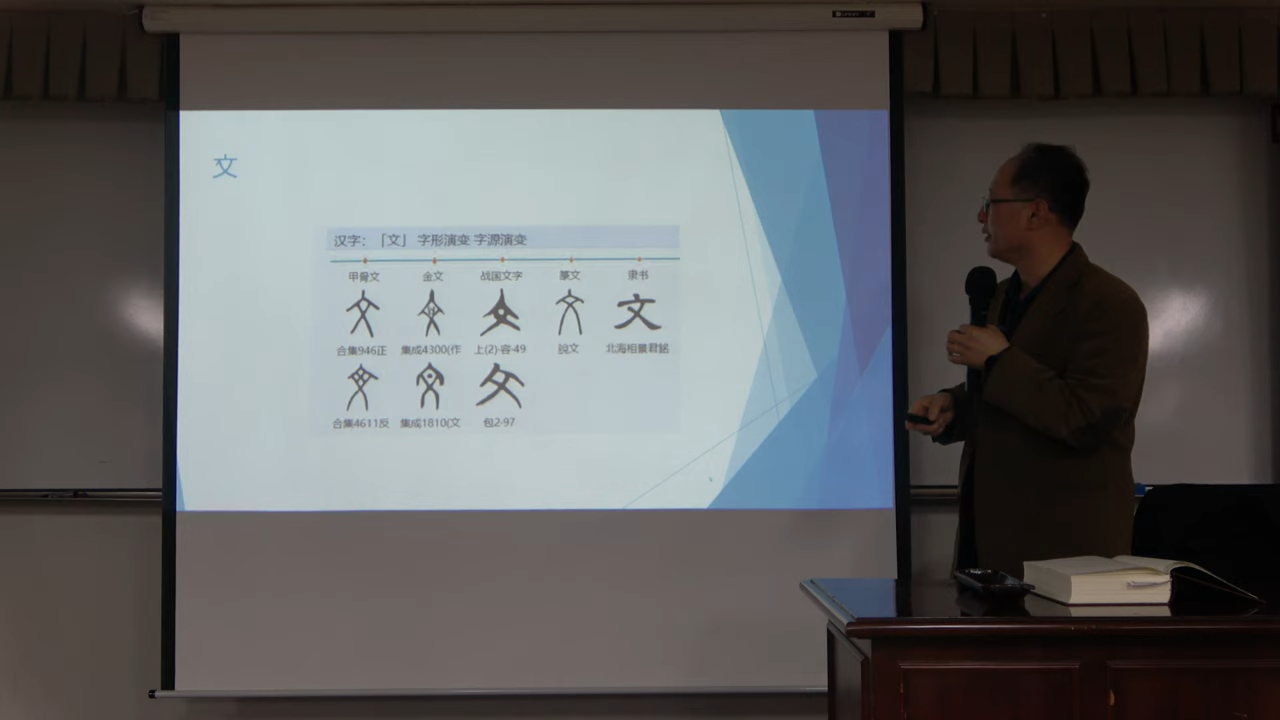 文
汉字：「文」 字形演变 字源演变
甲骨文 金文 战国文字 篆文 隶书
文
合集946正 集成4300(作 上(2)·容·49 說文 北海相景君銘
合集4611反 集成1810(文 包2·97